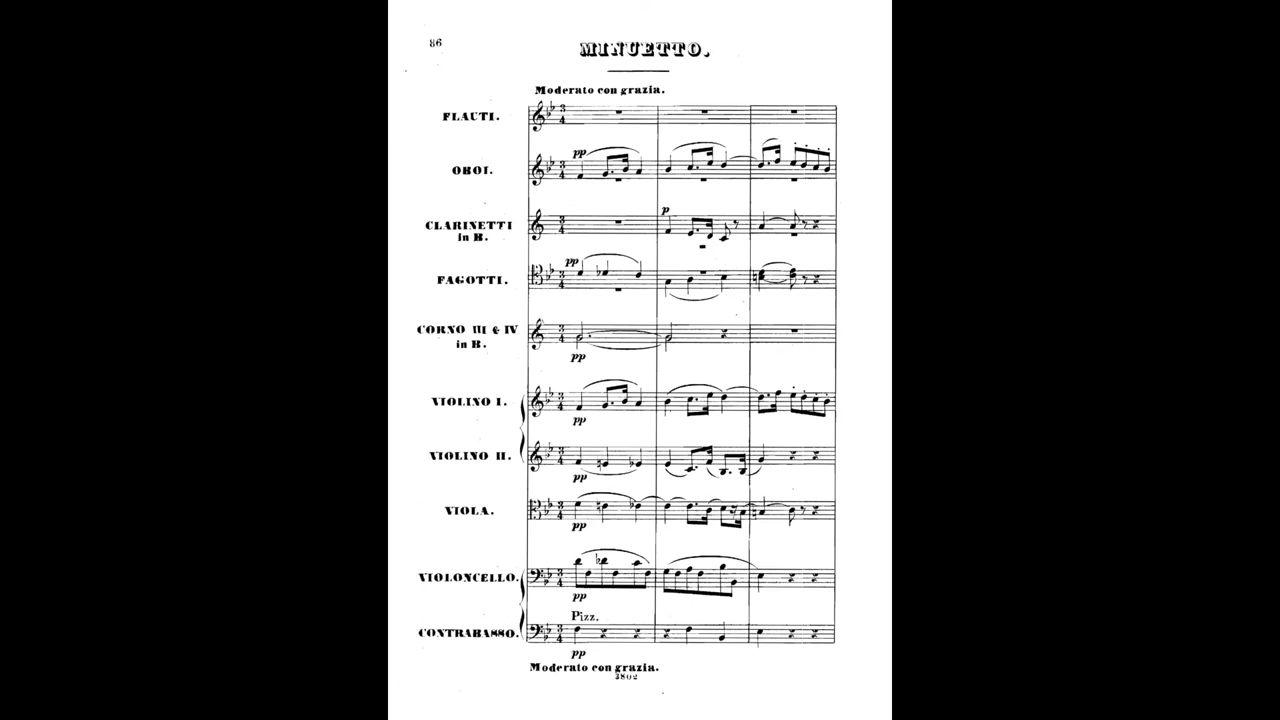 86
MINUETTO.
Moderato con grazia.
FLAUTI.
pp
OBOI.
p
CLARINETTI
in B.
pp
FAGOTTI.
CORNO III & IV
in B.
pp
VIOLINO I.
pp
VIOLINO II.
pp
VIOLA.
pp
VIOLONCELLO.
pp
Pizz.
CONTRABASSO.
pp
Moderato con grazia.
3802